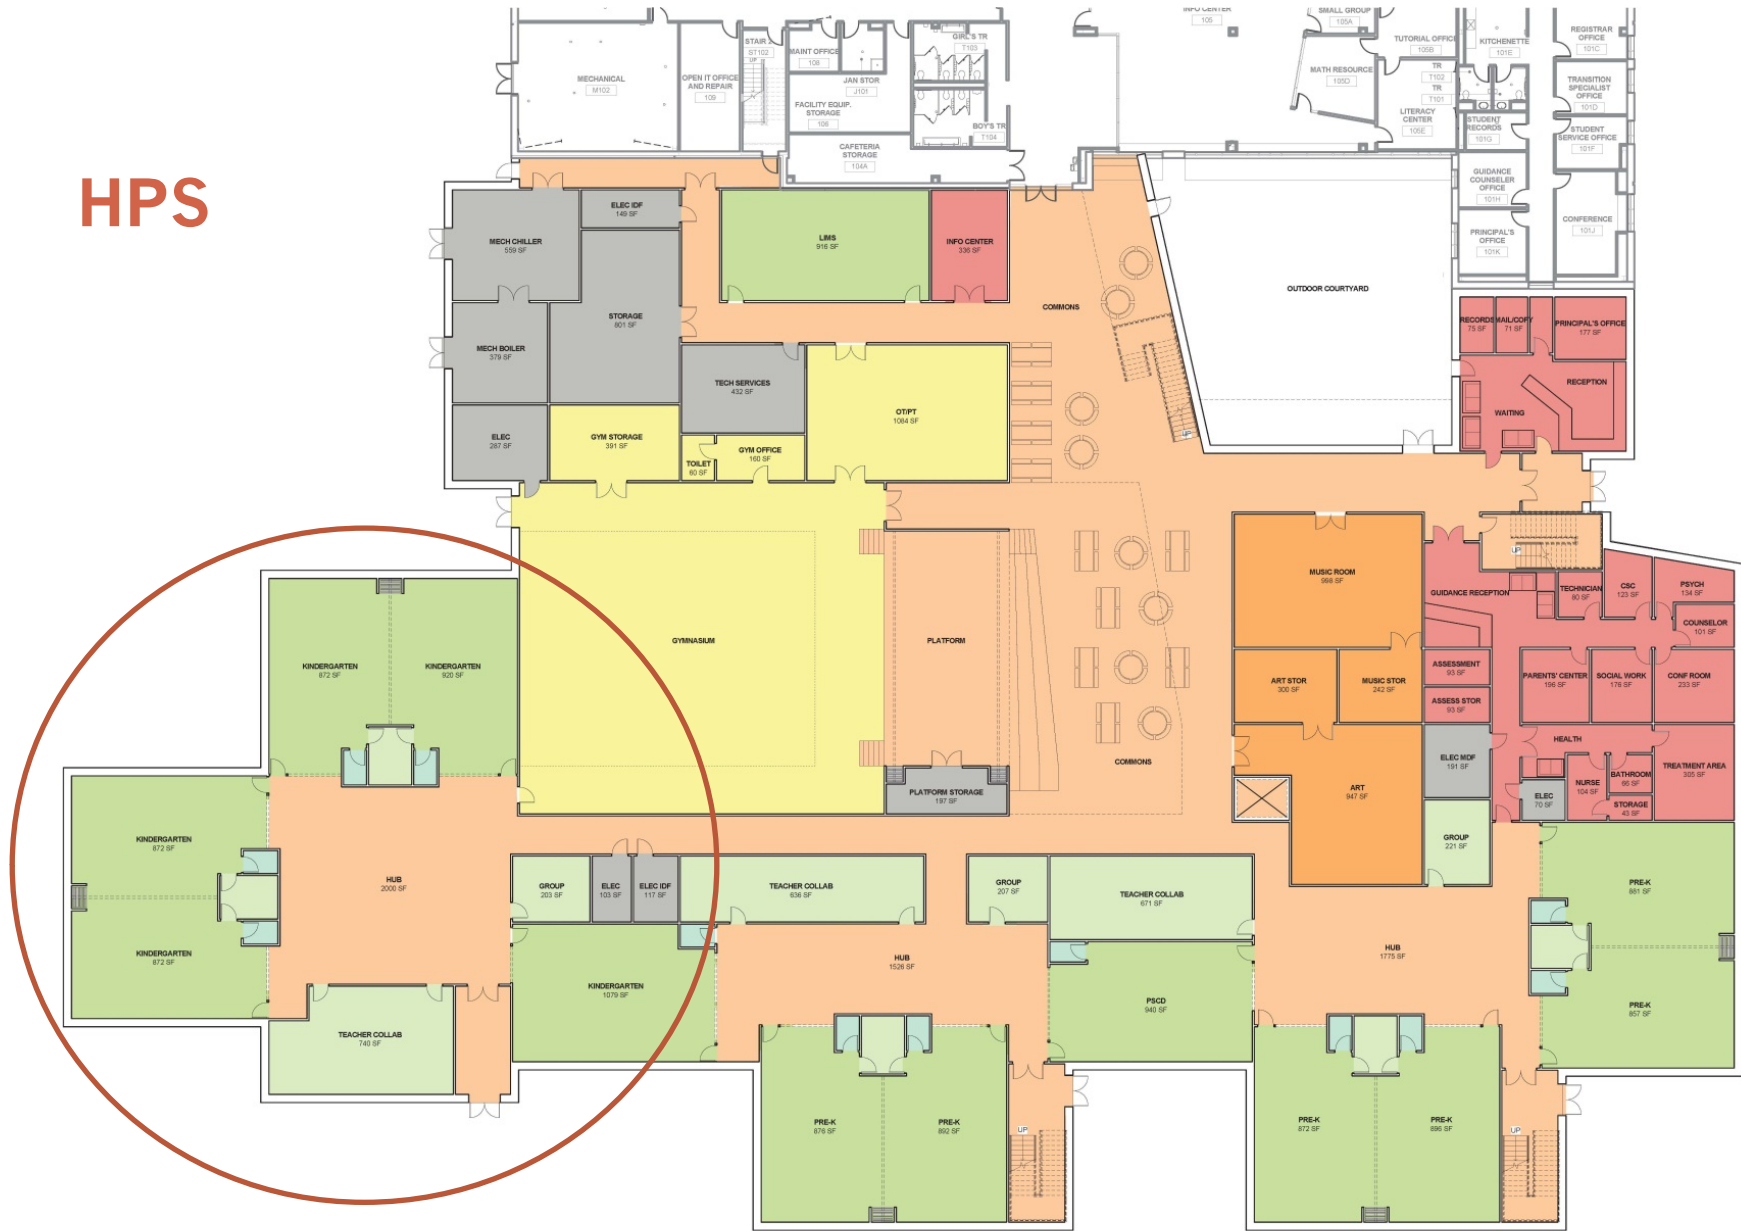 INFO CENTER
105
SMALL GROUP
105A
TUTORIAL OFFICE
105B
KITCHENETTE
101E
REGISTRAR
OFFICE
101C
STAIR 2
ST102
UP
MAINT OFFICE
108
GIRL'S TR
T103
MECHANICAL
M102
OPEN IT OFFICE
AND REPAIR
109
JAN STOR
J101
MATH RESOURCE
105D
TR
T102
TR
T101
TRANSITION
SPECIALIST
OFFICE
101D
FACILITY EQUIP.
STORAGE
106
BOY'S TR
T104
LITERACY
CENTER
105E
STUDENT
RECORDS
101G
STUDENT
SERVICE OFFICE
101F
CAFETERIA
STORAGE
104A
GUIDANCE
COUNSELER
OFFICE
101H
CONFERENCE
101J
PRINCIPAL'S
OFFICE
101K
HPS
ELEC IDF
149 SF
MECH CHILLER
559 SF
LIMS
916 SF
INFO CENTER
336 SF
OUTDOOR COURTYARD
COMMONS
STORAGE
801 SF
RECORDS
75 SF
MAIL/COPY
71 SF
PRINCIPAL'S OFFICE
177 SF
MECH BOILER
379 SF
TECH SERVICES
432 SF
RECEPTION
WAITING
OT/PT
1084 SF
ELEC
287 SF
GYM STORAGE
391 SF
GYM OFFICE
160 SF
TOILET
60 SF
UP
UP
MUSIC ROOM
998 SF
GUIDANCE RECEPTION
TECHNICIAN
80 SF
CSC
123 SF
PSYCH
134 SF
COUNSELOR
101 SF
GYMNASIUM
PLATFORM
KINDERGARTEN
872 SF
KINDERGARTEN
920 SF
ART STOR
300 SF
MUSIC STOR
242 SF
ASSESSMENT
93 SF
ASSESS STOR
93 SF
PARENTS' CENTER
196 SF
SOCIAL WORK
178 SF
CONF ROOM
233 SF
HEALTH
COMMONS
ELEC MDF
191 SF
TREATMENT AREA
305 SF
PLATFORM STORAGE
197 SF
ART
947 SF
ELEC
70 SF
NURSE
104 SF
BATHROOM
66 SF
STORAGE
43 SF
KINDERGARTEN
872 SF
GROUP
221 SF
HUB
2000 SF
GROUP
203 SF
ELEC
103 SF
ELEC IDF
117 SF
TEACHER COLLAB
636 SF
GROUP
207 SF
TEACHER COLLAB
671 SF
PRE-K
881 SF
KINDERGARTEN
872 SF
HUB
1526 SF
HUB
1775 SF
KINDERGARTEN
1079 SF
PSCD
940 SF
PRE-K
857 SF
TEACHER COLLAB
740 SF
PRE-K
876 SF
PRE-K
892 SF
UP
PRE-K
872 SF
PRE-K
896 SF
UP